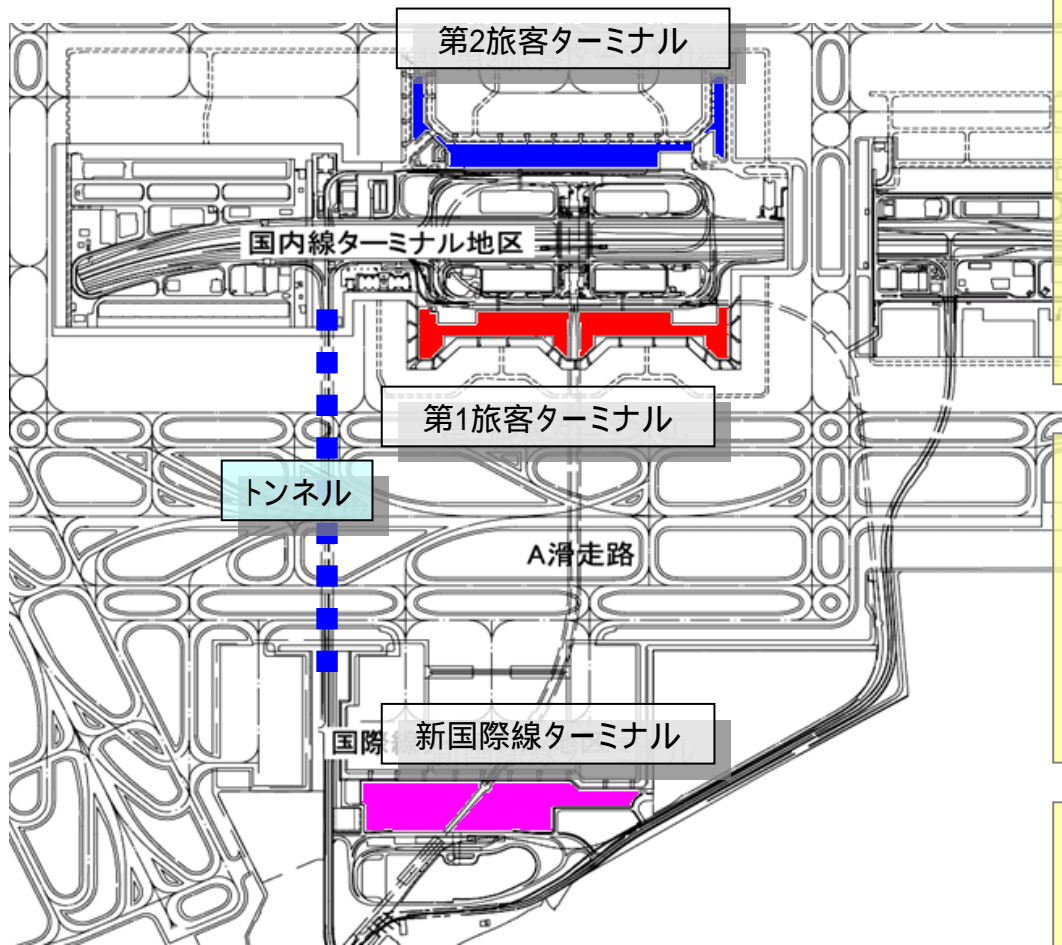 第2旅客ターミナル
国内線ターミナル地区
第1旅客ターミナル
トンネル
A滑走路
新国際線ターミナル
国際線